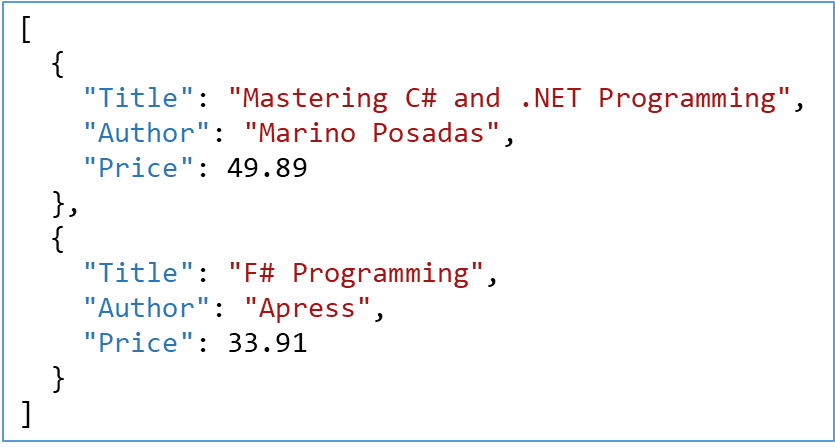 [
  {
    "Title": "Mastering C# and .NET Programming",
    "Author": "Marino Posadas",
    "Price": 49.89
  },
  {
    "Title": "F# Programming",
    "Author": "Apress",
    "Price": 33.91
  }
]